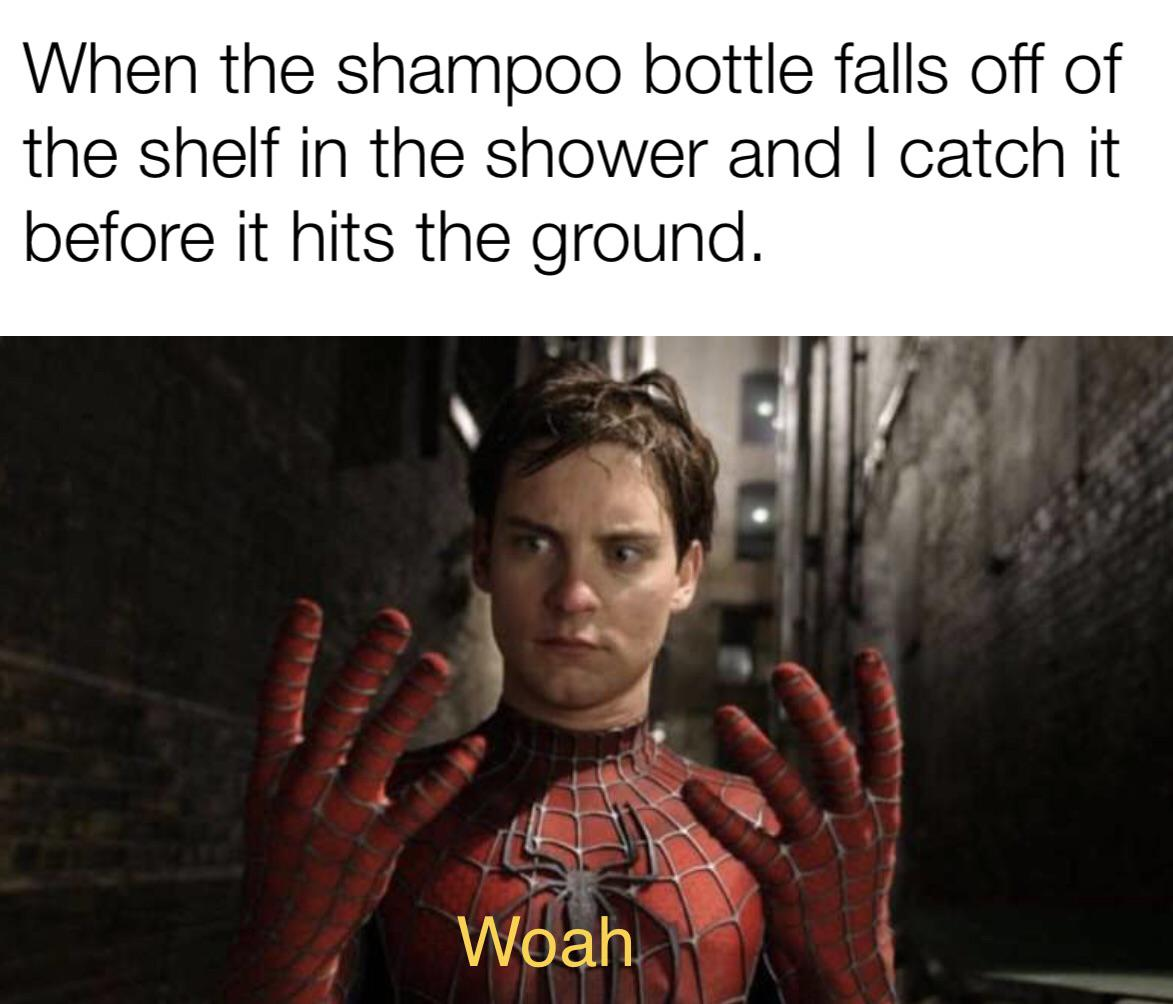 When the shampoo bottle falls off of
the shelf in the shower and I catch it
before it hits the ground.
Woah